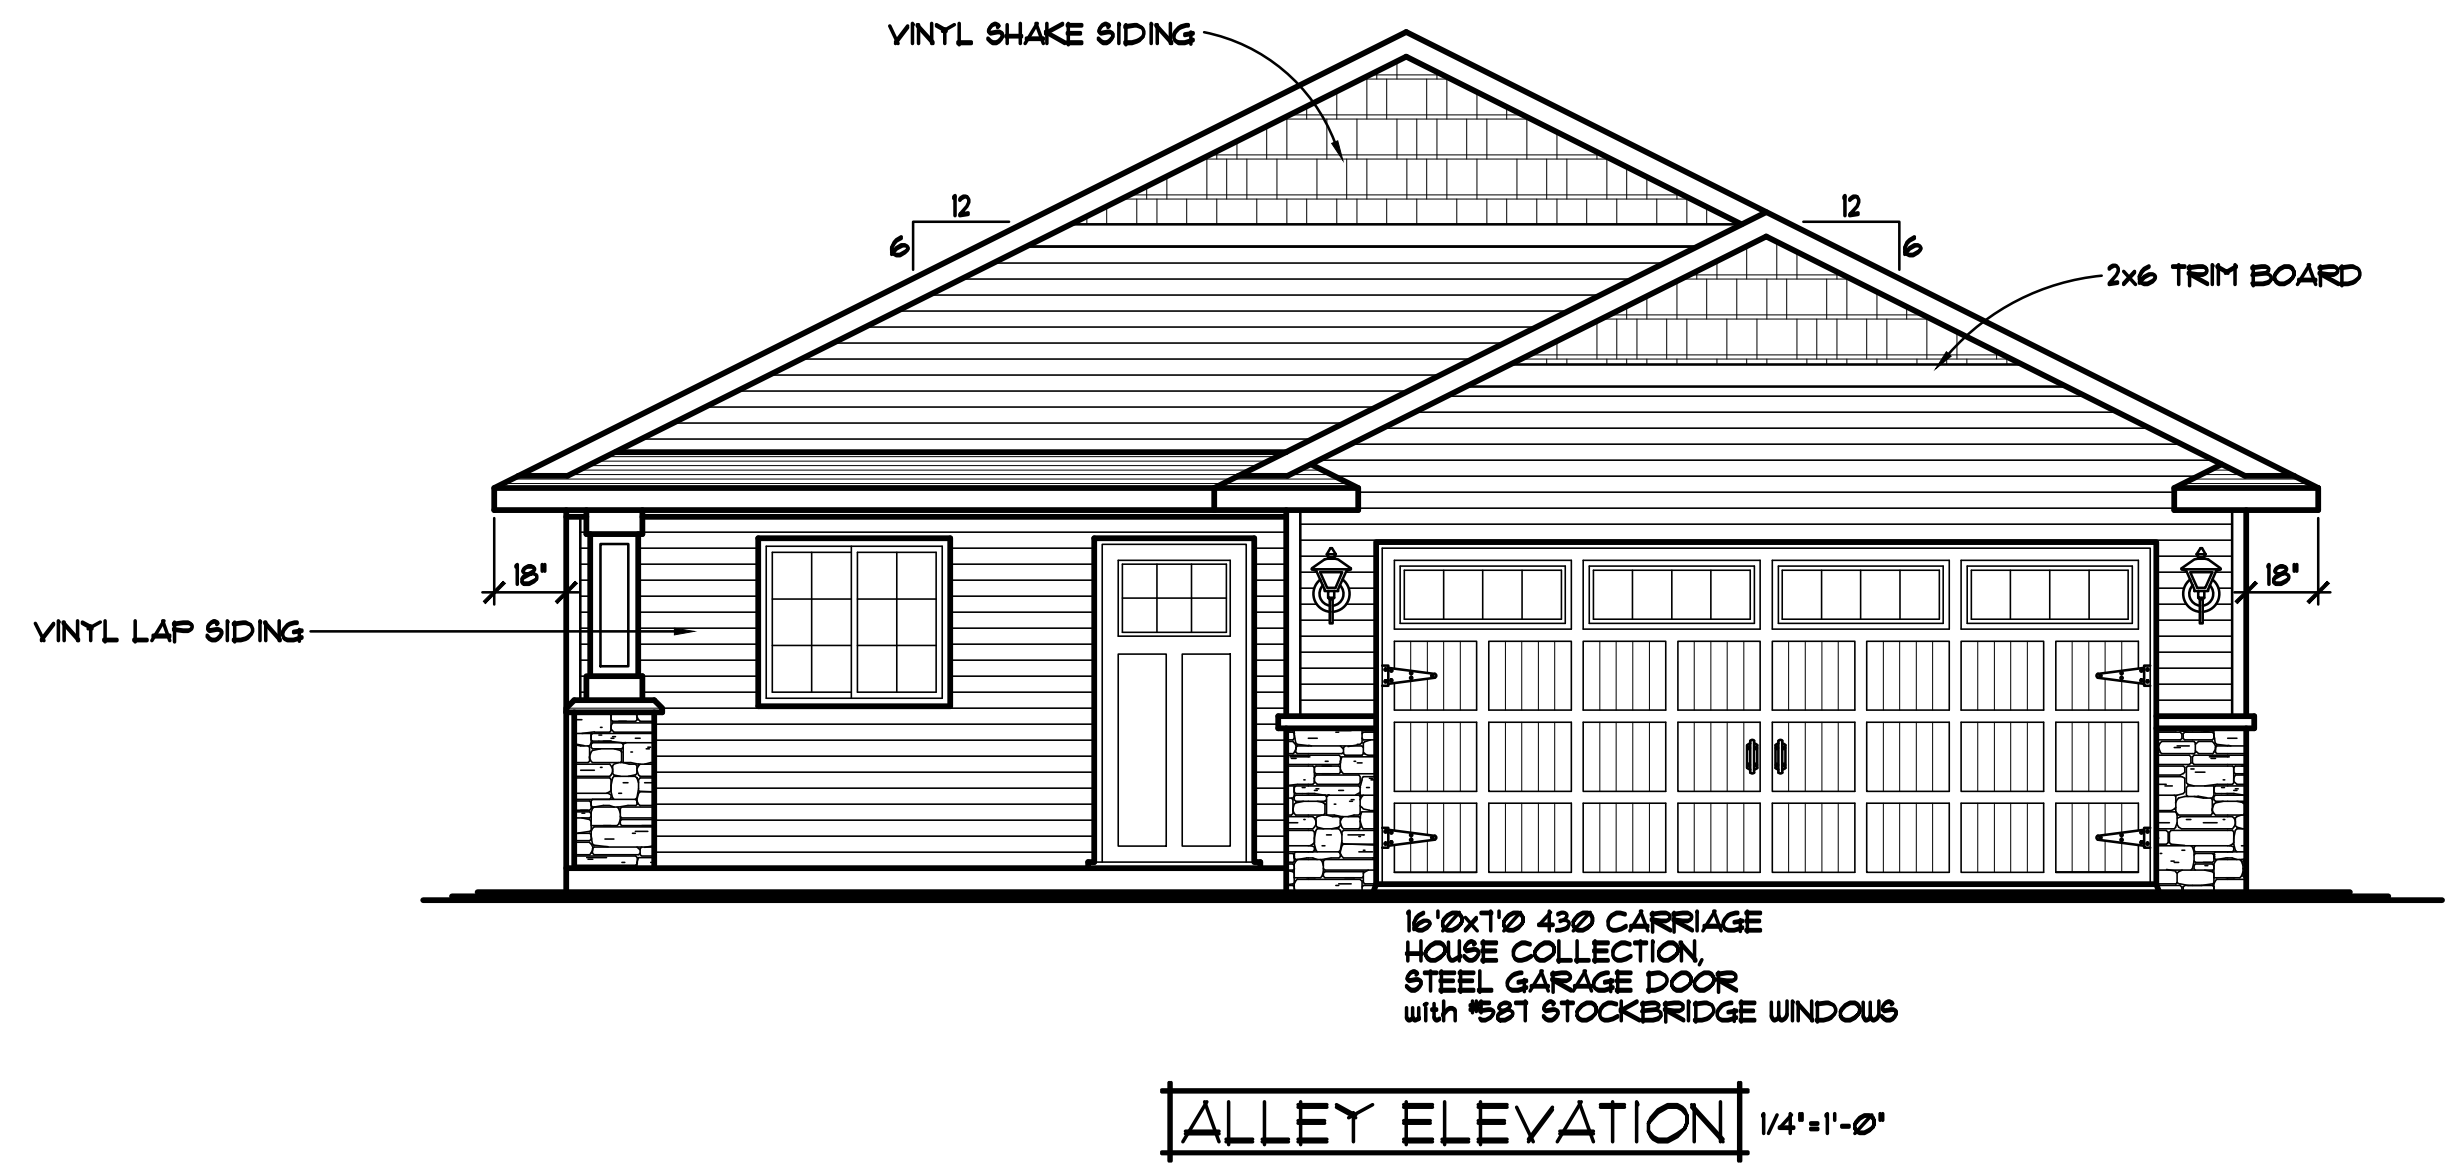 VINYL SHAKE SIDING
12
6
12
6
2x6 TRIM BOARD
18"
18"
VINYL LAP SIDING
16'0x7'0 430 CARRIAGE
HOUSE COLLECTION,
STEEL GARAGE DOOR
with #587 STOCKBRIDGE WINDOWS
ALLEY ELEVATION
1/4"=1'-0"